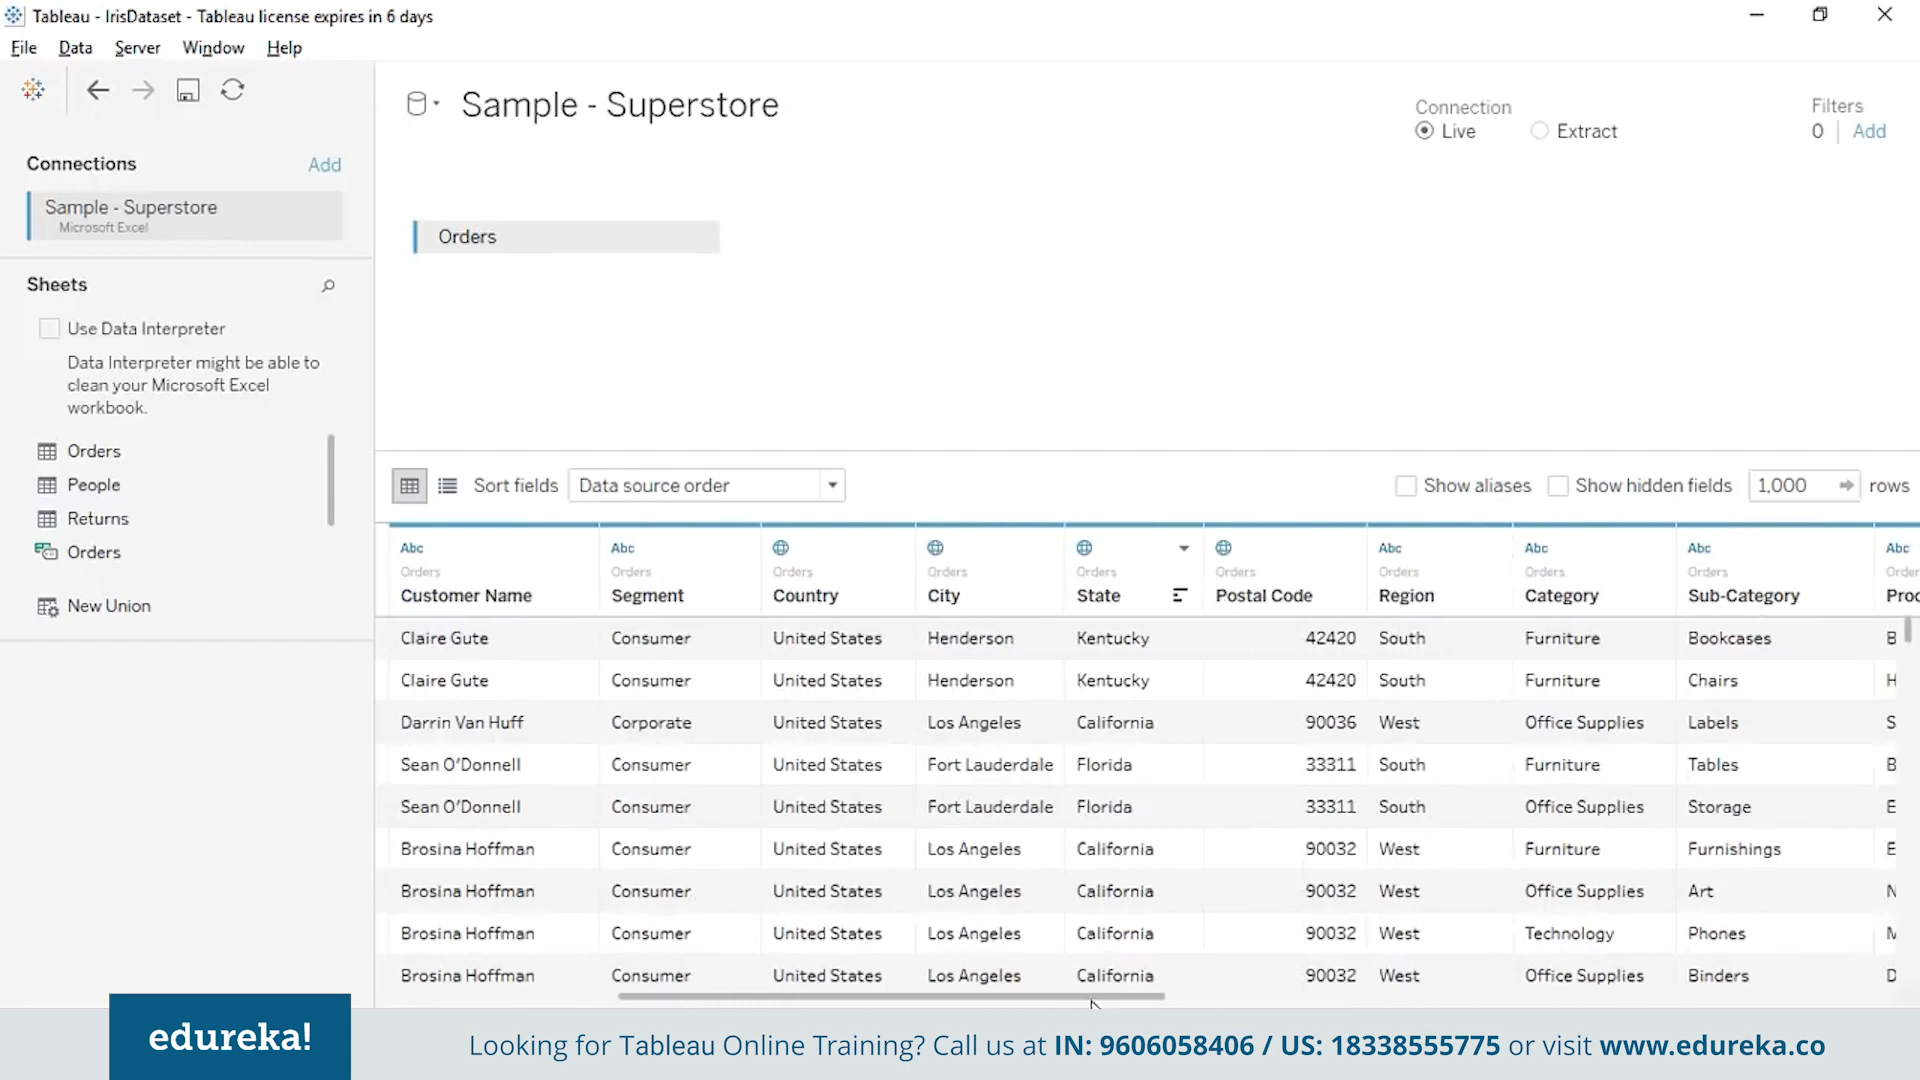 Tableau - IrisDataset - Tableau license expires in 6 days
File Data Server Window Help
Connections Add
Sample - Superstore
Microsoft Excel
Sheets
Use Data Interpreter
Data Interpreter might be able to
clean your Microsoft Excel
workbook.
Orders
People
Returns
Orders
New Union
Sample - Superstore
Connection
Live Extract
Filters
0 Add
Orders
Sort fields Data source order Show aliases Show hidden fields 1,000 rows
Abc Abc Abc Abc Abc Abc
Orders Orders Orders Orders Orders Orders Orders Orders Orders Order
Customer Name Segment Country City State Postal Code Region Category Sub-Category Proc
Claire Gute Consumer United States Henderson Kentucky 42420 South Furniture Bookcases B
Claire Gute Consumer United States Henderson Kentucky 42420 South Furniture Chairs H
Darrin Van Huff Corporate United States Los Angeles California 90036 West Office Supplies Labels S
Sean O'Donnell Consumer United States Fort Lauderdale Florida 33311 South Furniture Tables B
Sean O'Donnell Consumer United States Fort Lauderdale Florida 33311 South Office Supplies Storage E
Brosina Hoffman Consumer United States Los Angeles California 90032 West Furniture Furnishings E
Brosina Hoffman Consumer United States Los Angeles California 90032 West Office Supplies Art N
Brosina Hoffman Consumer United States Los Angeles California 90032 West Technology Phones M
Brosina Hoffman Consumer United States Los Angeles California 90032 West Office Supplies Binders D
edureka!
Looking for Tableau Online Training? Call us at IN: 9606058406 / US: 18338555775 or visit www.edureka.co